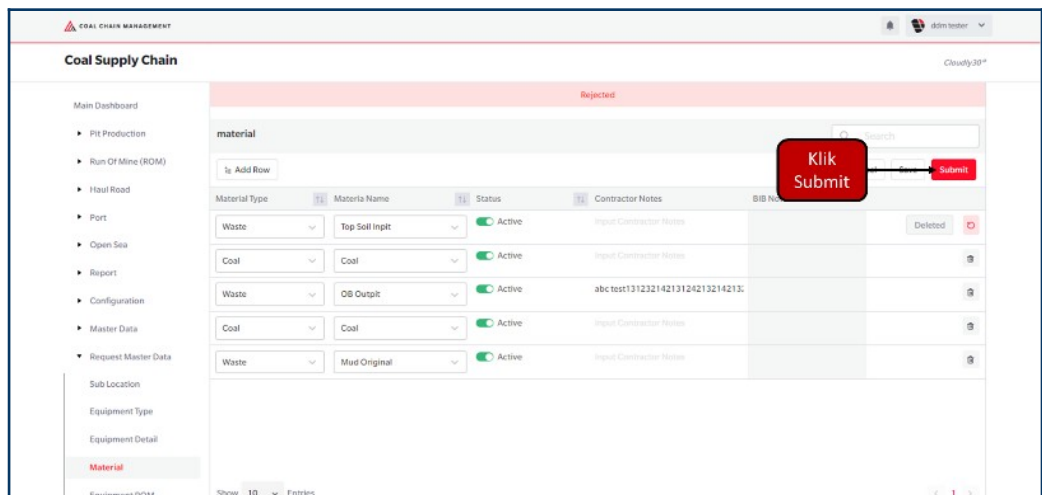 COAL CHAIN MANAGEMENT
ddm tester
Coal Supply Chain
Cloudly30°
Main Dashboard
Pit Production
Run Of Mine (ROM)
Haul Road
Port
Open Sea
Report
Configuration
Master Data
Request Master Data
Sub Location
Equipment Type
Equipment Detail
Material
Equipment ROM
Rejected
material
Search
Add Row
Klik
Submit
Save
Submit
Material Type Materia Name Status Contractor Notes BIB
Waste Top Soil Inpit Active Input Contractor Notes Deleted
Coal Coal Active Input Contractor Notes
Waste OB Outpit Active
Coal Coal Active Input Contractor Notes
Waste Mud Original Active Input Contractor Notes
Show 10 Entries
1